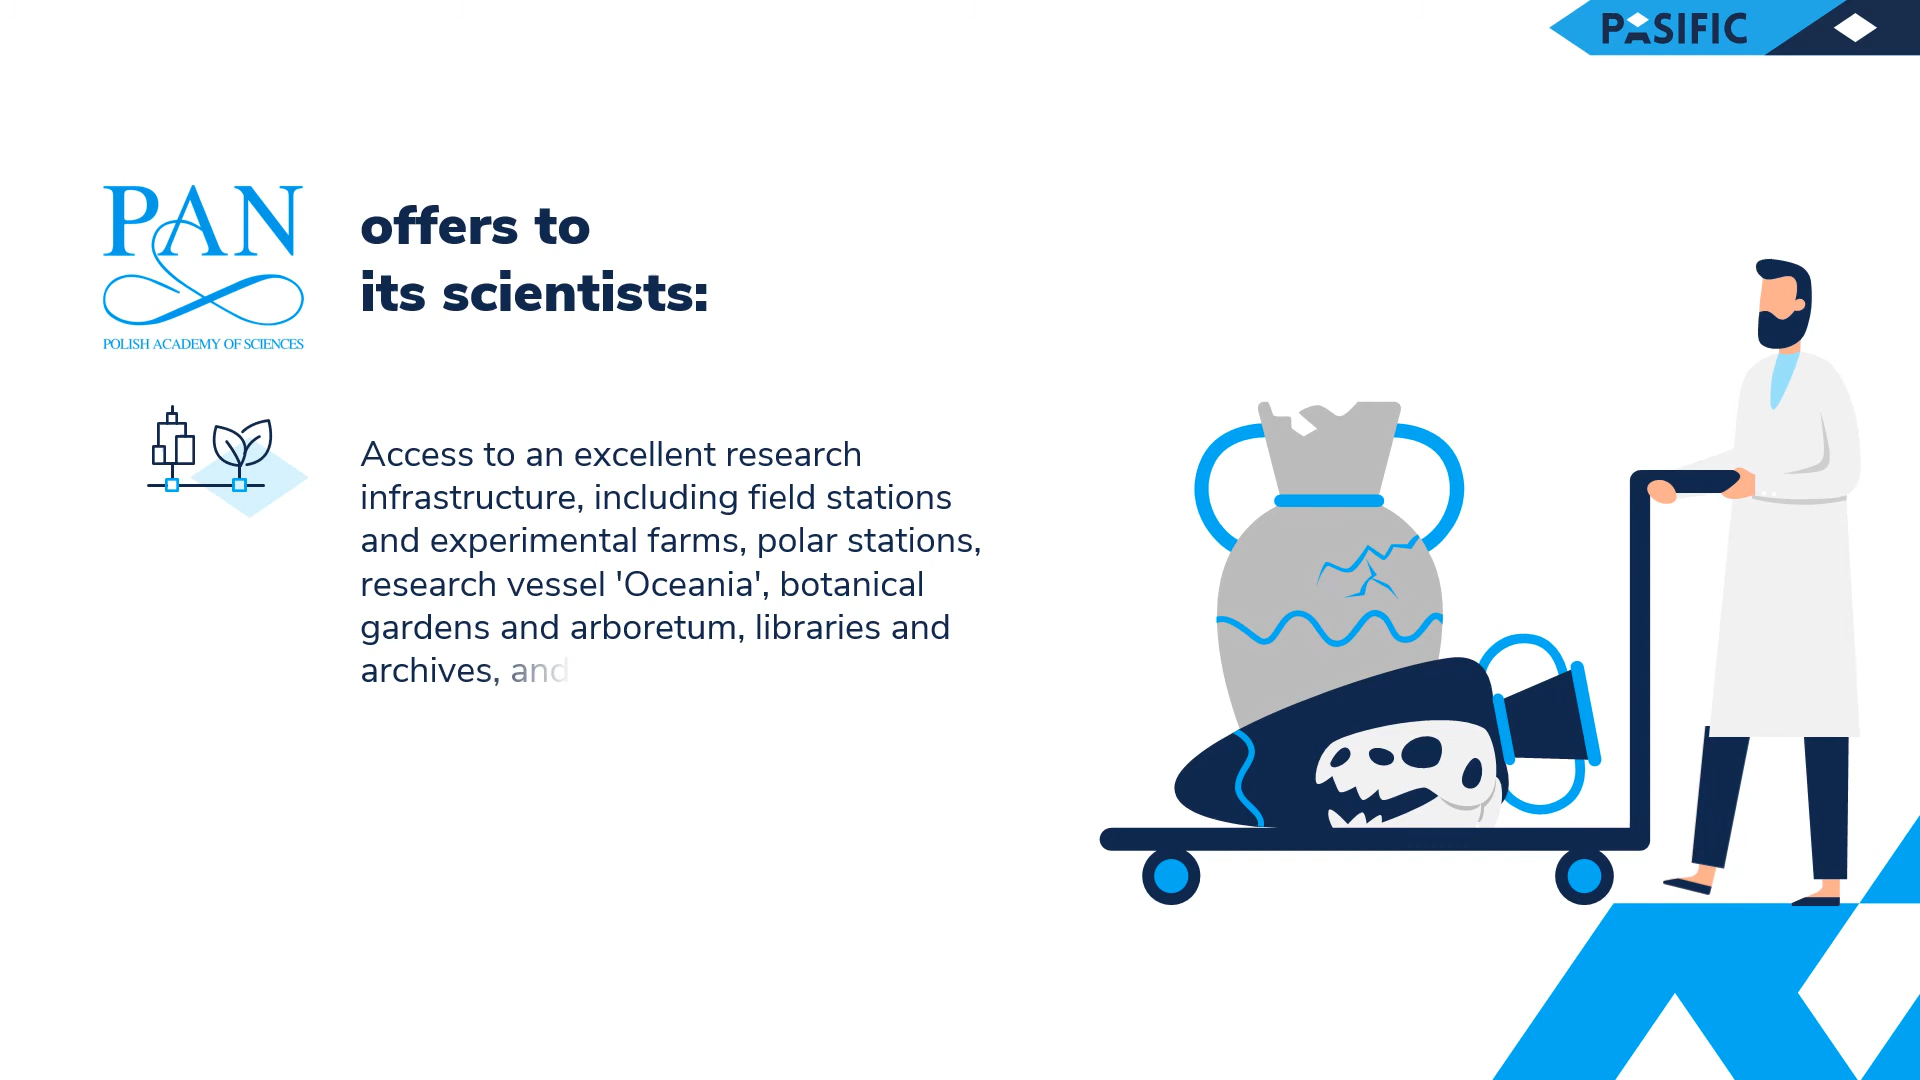 PASIFIC
PAN
POLISH ACADEMY OF SCIENCES
offers to
its scientists:
Access to an excellent research
infrastructure, including field stations
and experimental farms, polar stations,
research vessel 'Oceania', botanical
gardens and arboretum, libraries and
archives, and